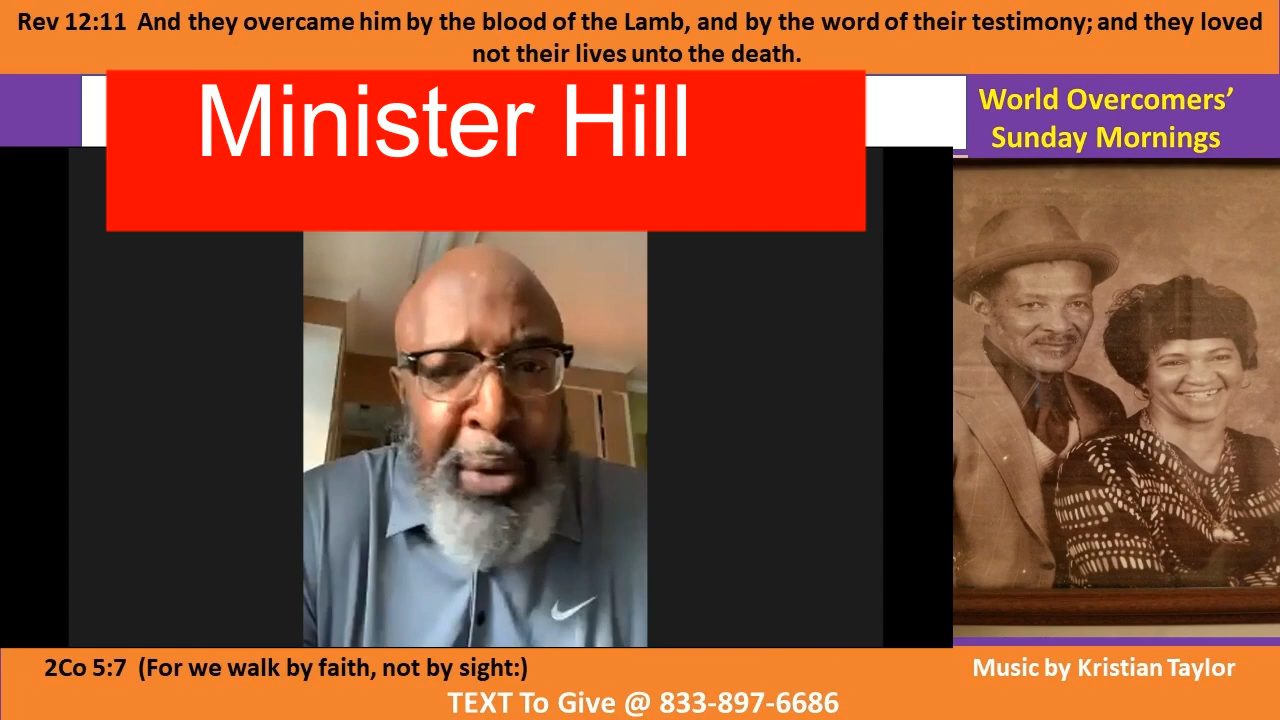 Rev 12:11  And they overcame him by the blood of the Lamb, and by the word of their testimony; and they loved
not their lives unto the death.
Minister Hill
World Overcomers’
Sunday Mornings
2Co 5:7  (For we walk by faith, not by sight:)
Music by Kristian Taylor
TEXT To Give @ 833-897-6686